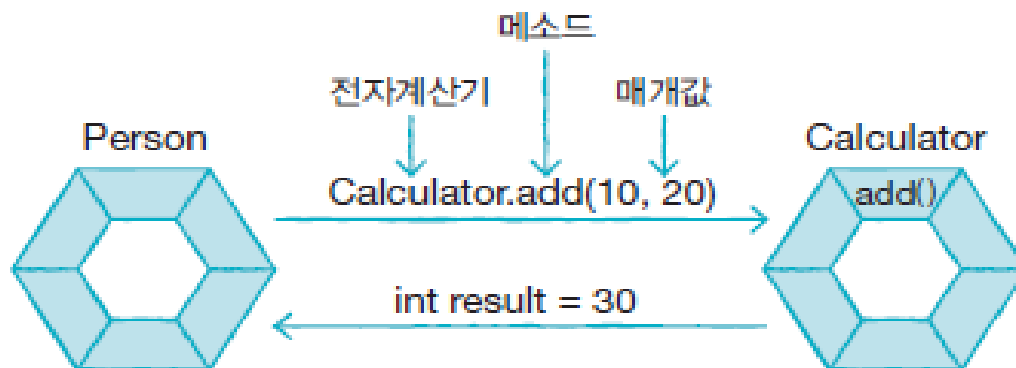 메소드
전자계산기
매개값
Person
Calculator
Calculator.add(10, 20)
add()
int result = 30